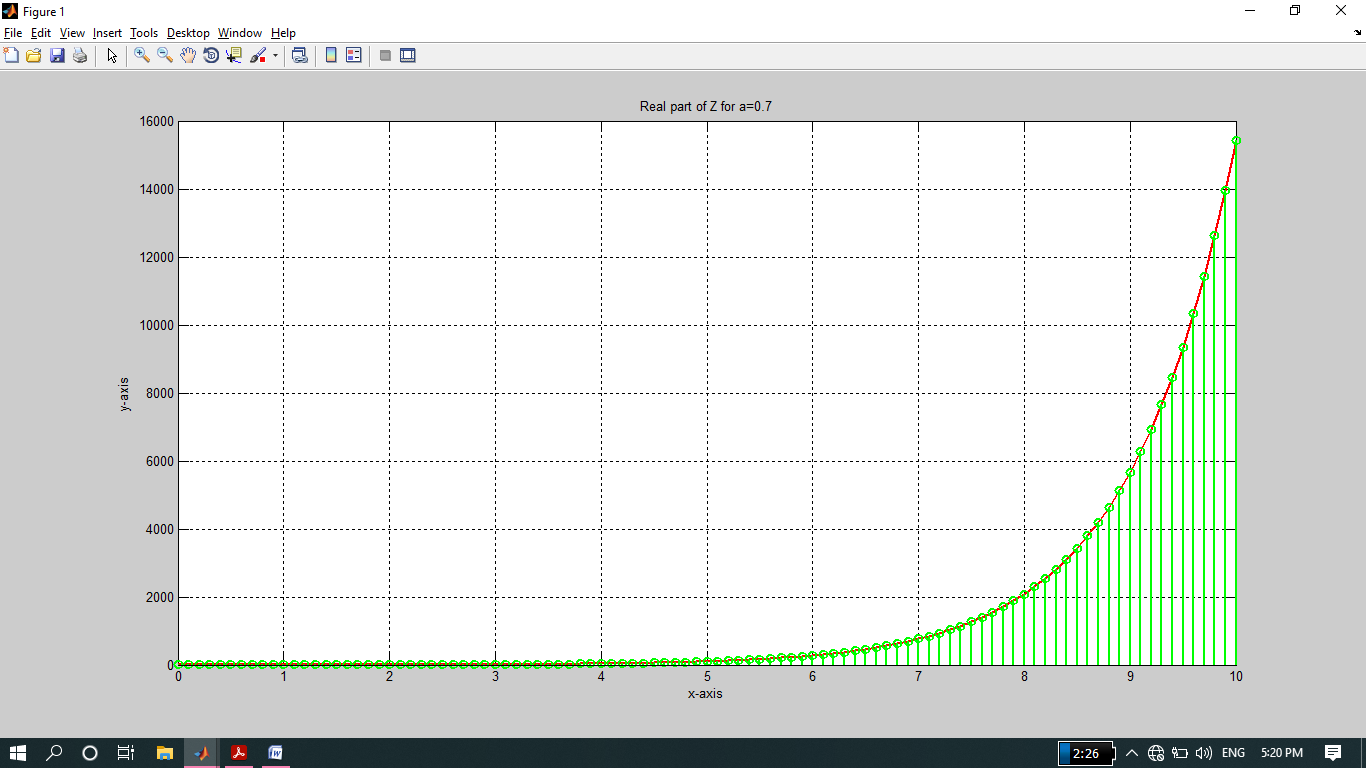 Figure 1
File Edit View Insert Tools Desktop Window Help
Real part of Z for a=0.7
16000
14000
12000
10000
8000
6000
4000
2000
0
y-axis
0 1 2 3 4 5 6 7 8 9 10
x-axis
2:26 ENG 5:20 PM